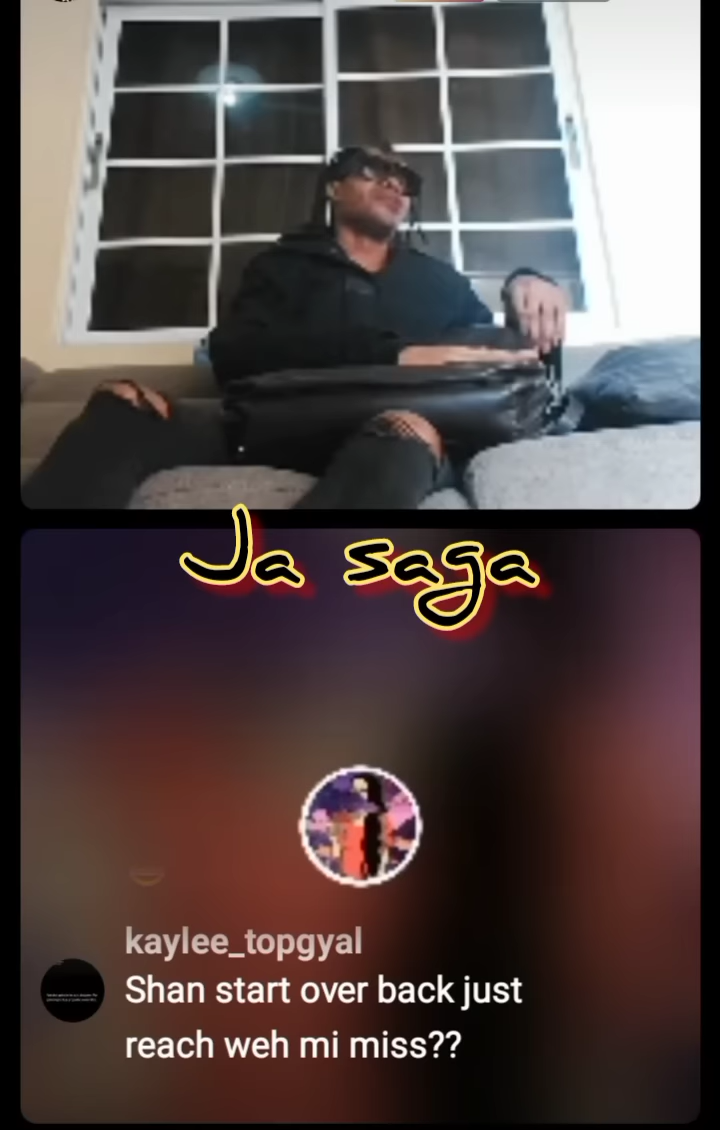 Ja saga
kaylee_topgyal
Shan start over back just
reach weh mi miss??